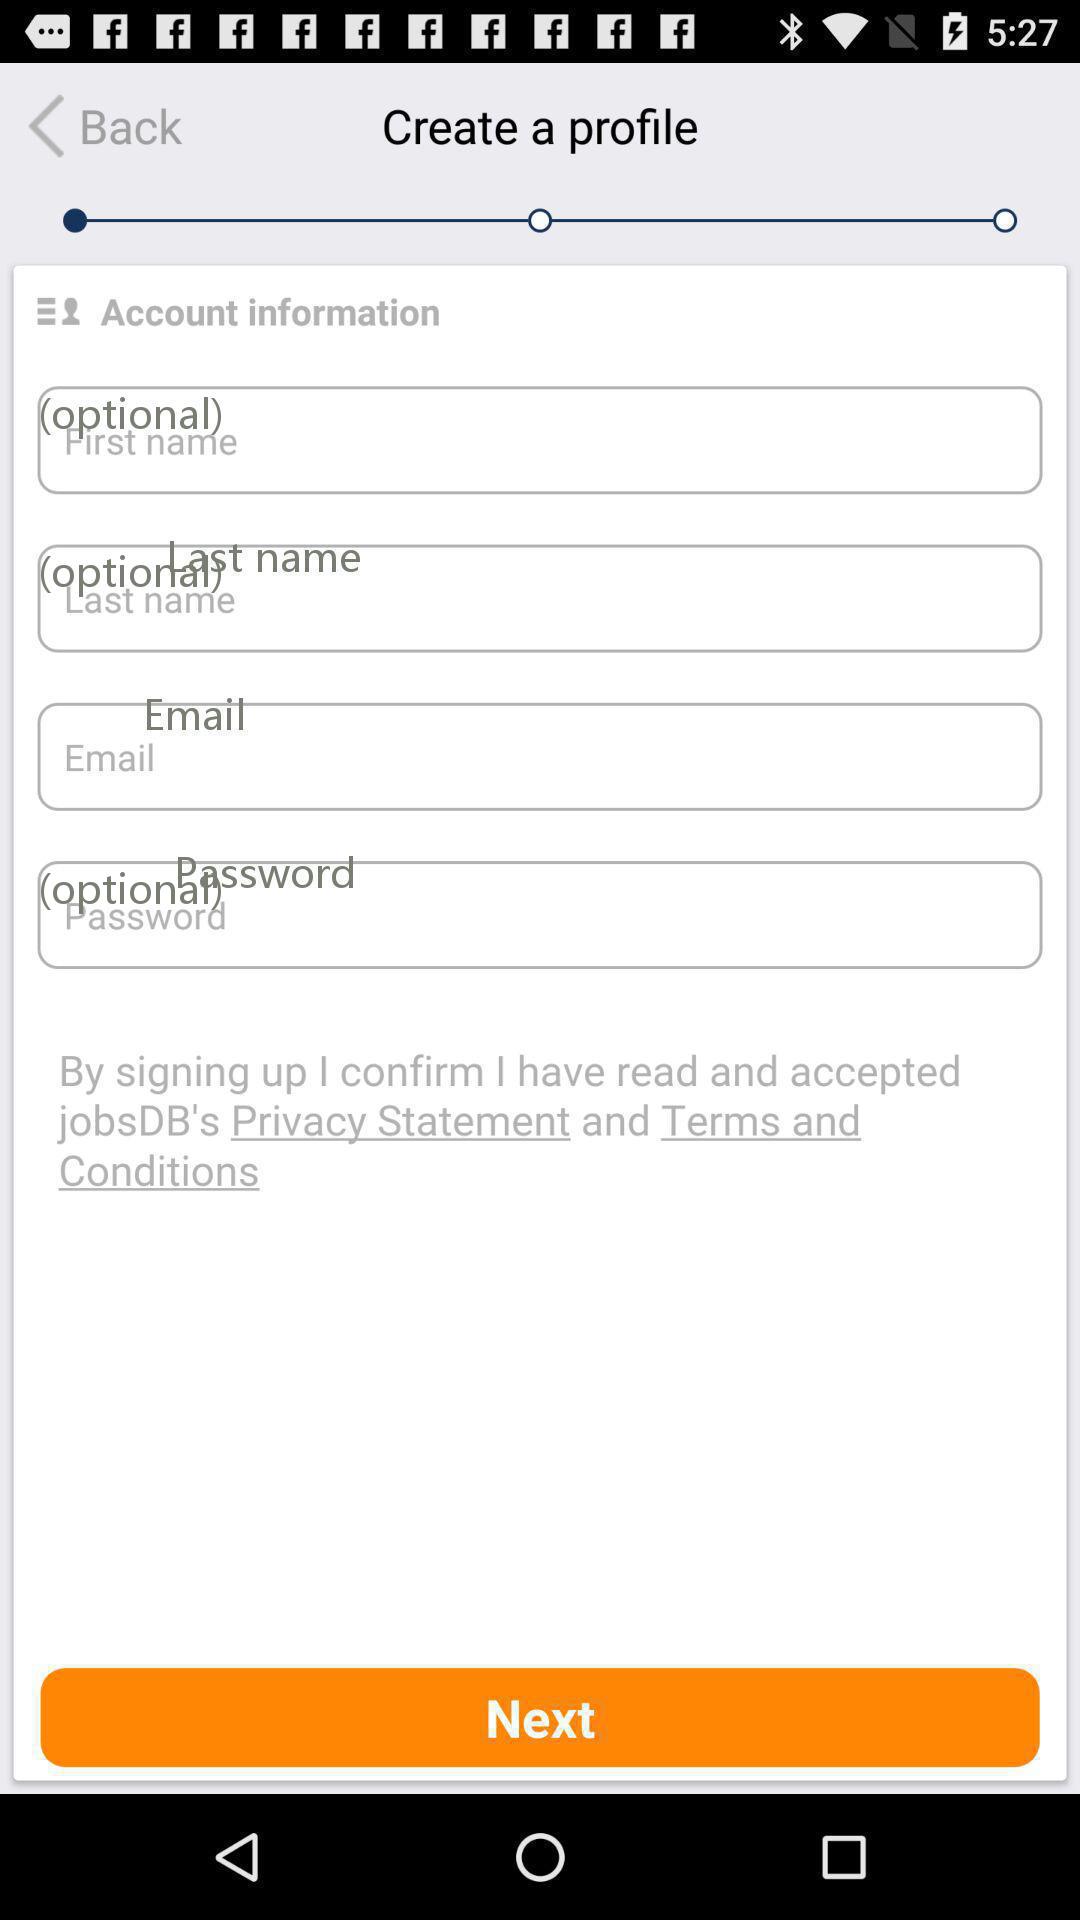 5:27
Back
Create a profile
Account information
(optional)
First name
Last name
(optional)
Last name
Email
Email
Password
(optional)
Password
By signing up I confirm I have read and accepted
jobsDB's Privacy Statement and Terms and
Conditions
Next